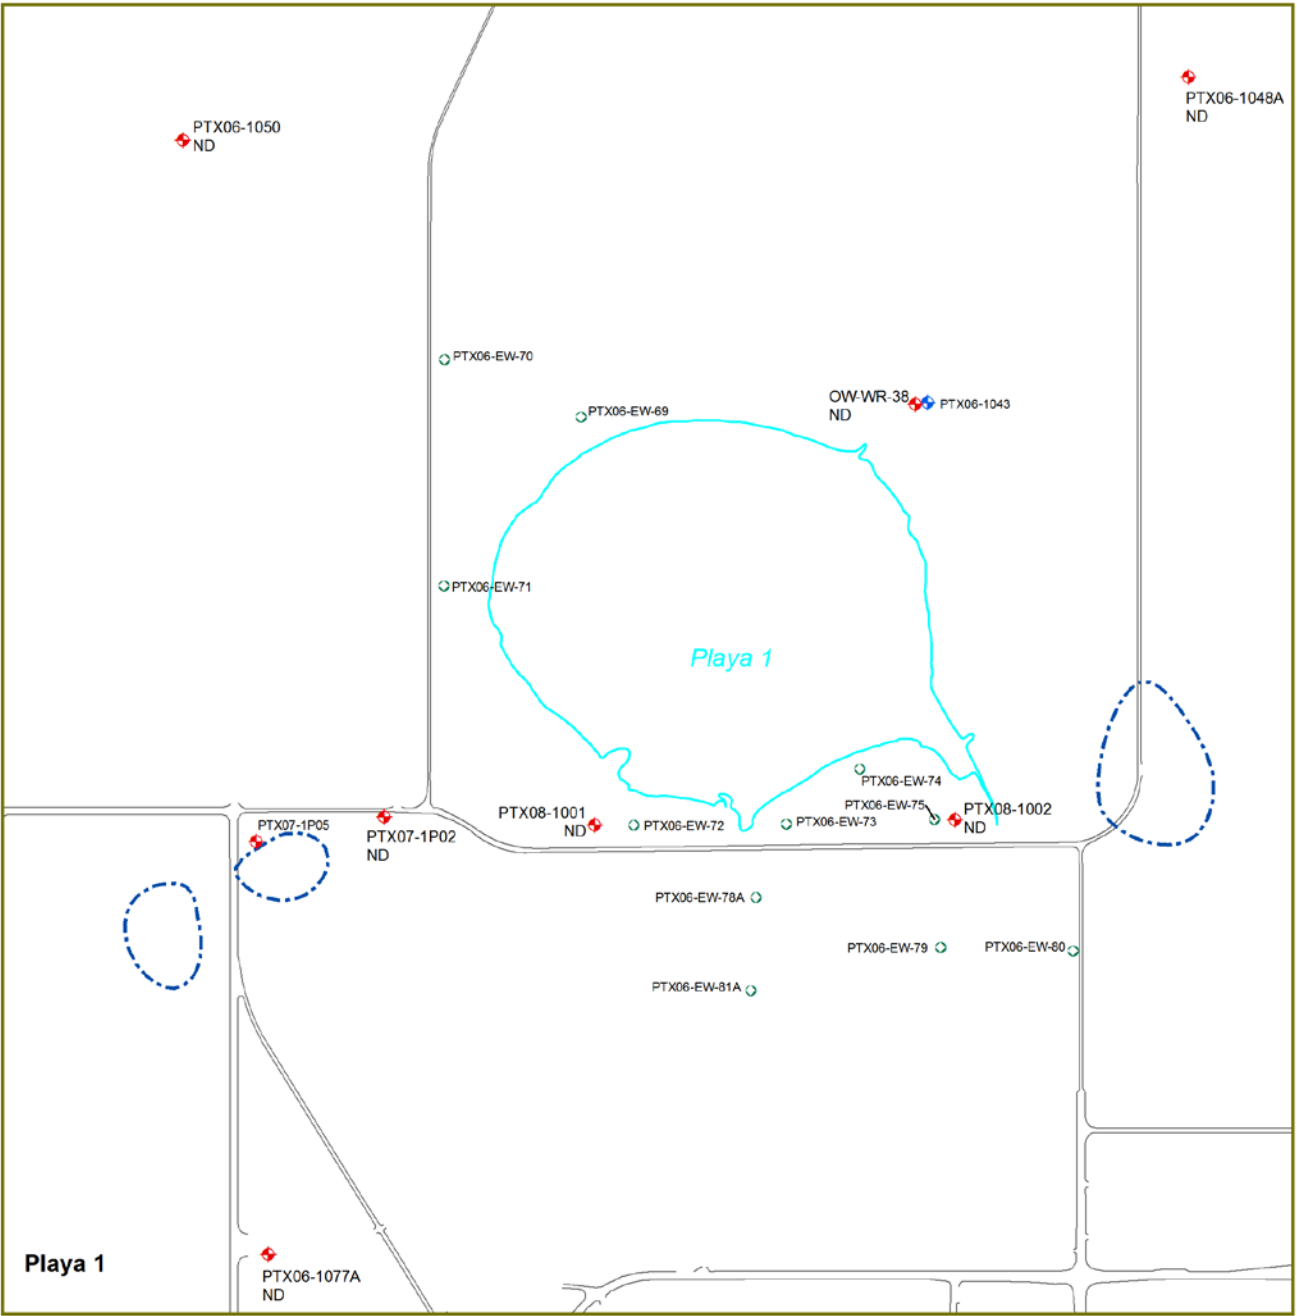 PTX06-1048A
ND
PTX06-1050
ND
PTX06-EW-70
OW-WR-38
ND
PTX06-1043
PTX06-EW-69
PTX06-EW-71
Playa 1
PTX06-EW-74
PTX06-EW-75
PTX08-1002
ND
PTX08-1001
ND
PTX06-EW-72
PTX06-EW-73
PTX07-1P05
PTX07-1P02
ND
PTX06-EW-78A
PTX06-EW-79
PTX06-EW-80
PTX06-EW-81A
Playa 1
PTX06-1077A
ND